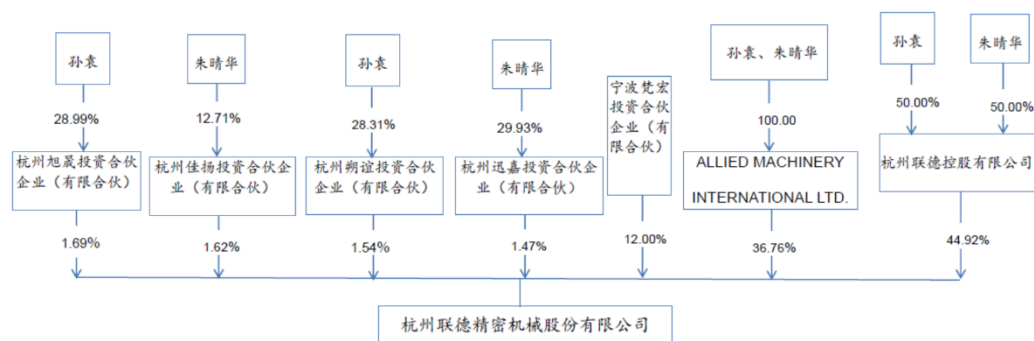 孙袁
朱晴华
孙袁
朱晴华
孙袁、朱晴华
孙袁
朱晴华
28.99%
12.71%
28.31%
29.93%
宁波梵宏
投资合伙
企业（有
限合伙）
100.00
50.00%
50.00%
杭州旭晟投资合伙
企业（有限合伙）
杭州佳扬投资合伙企
业（有限合伙）
杭州朔谊投资合伙
企业（有限合伙）
杭州迅嘉投资合伙企
业（有限合伙）
ALLIED MACHINERY
INTERNATIONAL LTD.
杭州联德控股有限公司
1.69%
1.62%
1.54%
1.47%
12.00%
36.76%
44.92%
杭州联德精密机械股份有限公司